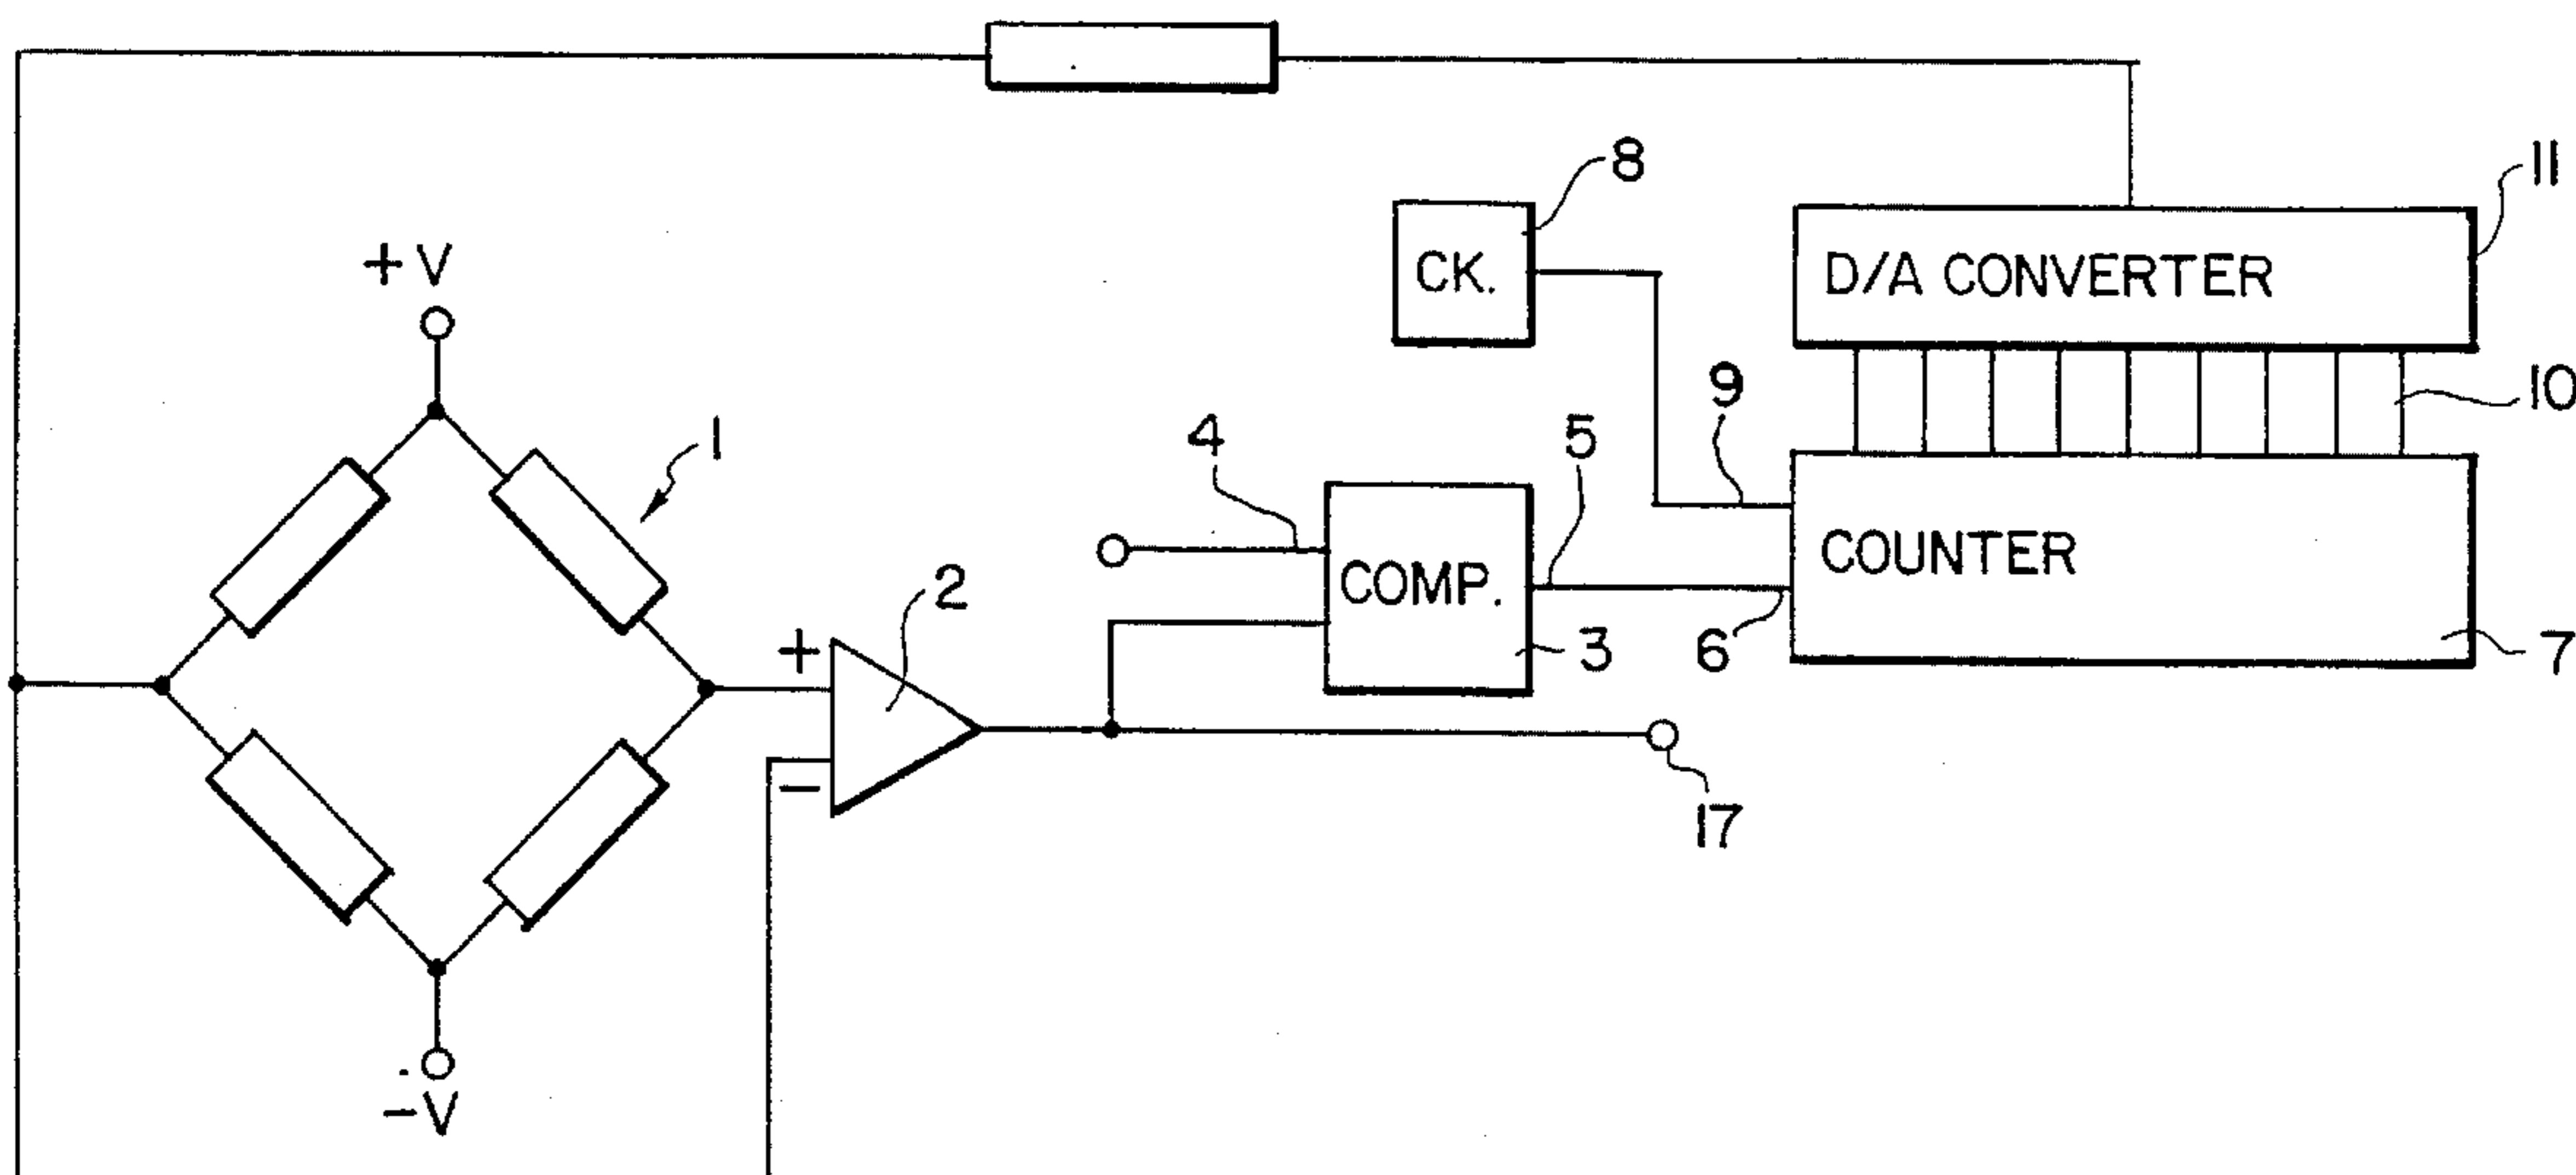 8
11
+V
CK.
D/A CONVERTER
9
10
1
4
5
COMP.
COUNTER
2
+
3
6
7
-
17
-V